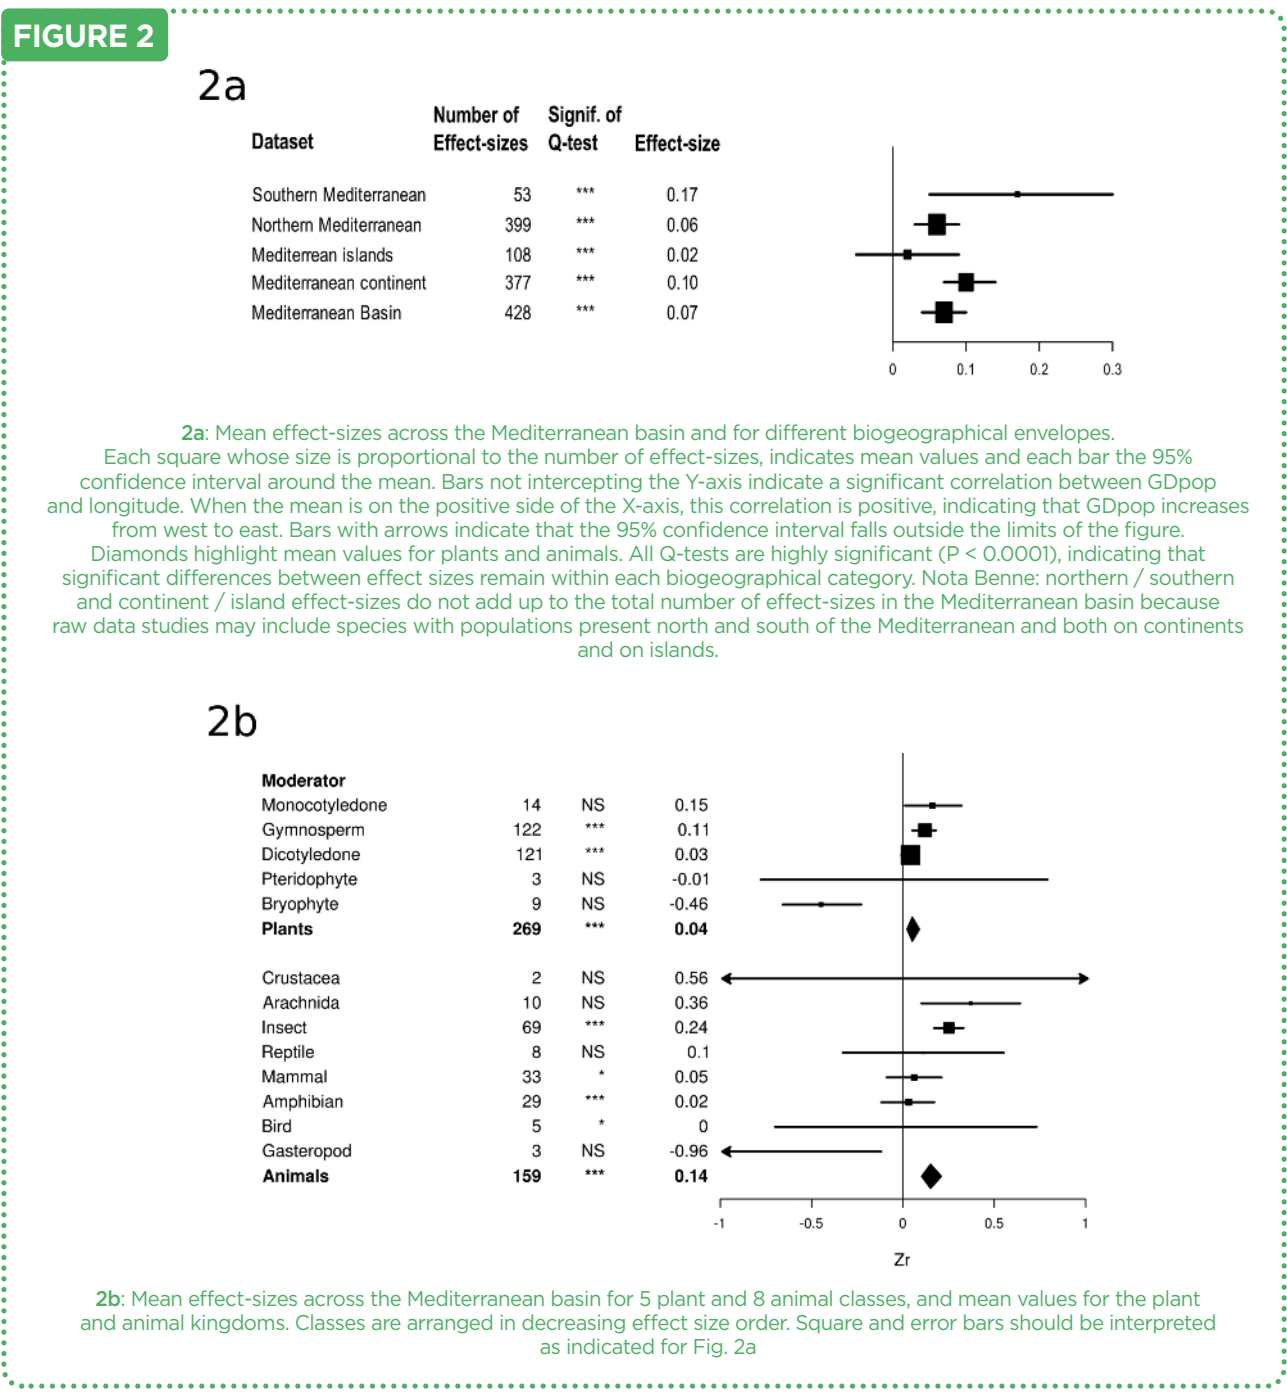 FIGURE 2
2a
Number of Signif. of
Dataset Effect-sizes Q-test Effect-size
Southern Mediterranean 53 *** 0.17
Northern Mediterranean 399 *** 0.06
Mediterrean islands 108 *** 0.02
Mediterranean continent 377 *** 0.10
Mediterranean Basin 428 *** 0.07
0 0.1 0.2 0.3
2a: Mean effect-sizes across the Mediterranean basin and for different biogeographical envelopes.
Each square whose size is proportional to the number of effect-sizes, indicates mean values and each bar the 95%
confidence interval around the mean. Bars not intercepting the Y-axis indicate a significant correlation between GDpop
and longitude. When the mean is on the positive side of the X-axis, this correlation is positive, indicating that GDpop increases
from west to east. Bars with arrows indicate that the 95% confidence interval falls outside the limits of the figure.
Diamonds highlight mean values for plants and animals. All Q-tests are highly significant (P < 0.0001), indicating that
significant differences between effect sizes remain within each biogeographical category. Nota Benne: northern / southern
and continent / island effect-sizes do not add up to the total number of effect-sizes in the Mediterranean basin because
raw data studies may include species with populations present north and south of the Mediterranean and both on continents
and on islands.
2b
Moderator
Monocotyledone 14 NS 0.15
Gymnosperm 122 *** 0.11
Dicotyledone 121 *** 0.03
Pteridophyte 3 NS -0.01
Bryophyte 9 NS -0.46
Plants 269 *** 0.04
Crustacea 2 NS 0.56
Arachnida 10 NS 0.36
Insect 69 *** 0.24
Reptile 8 NS 0.1
Mammal 33 * 0.05
Amphibian 29 *** 0.02
Bird 5 * 0
Gasteropod 3 NS -0.96
Animals 159 *** 0.14
-1 -0.5 0 0.5 1
Zr
2b: Mean effect-sizes across the Mediterranean basin for 5 plant and 8 animal classes, and mean values for the plant
and animal kingdoms. Classes are arranged in decreasing effect size order. Square and error bars should be interpreted
as indicated for Fig. 2a